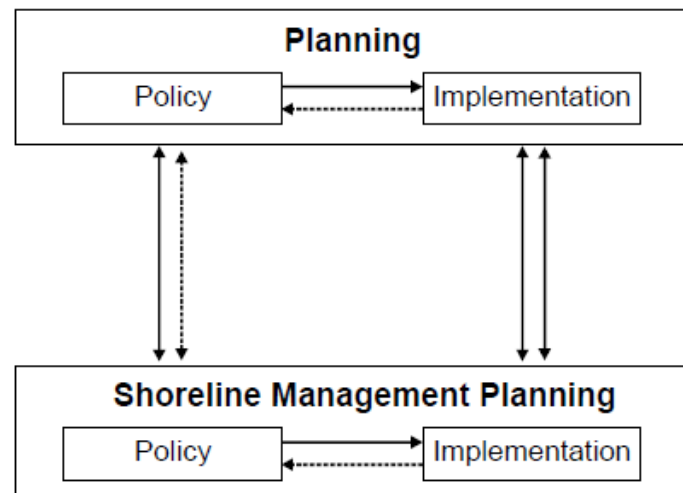 Planning
Policy
Implementation
Shoreline Management Planning
Policy
Implementation